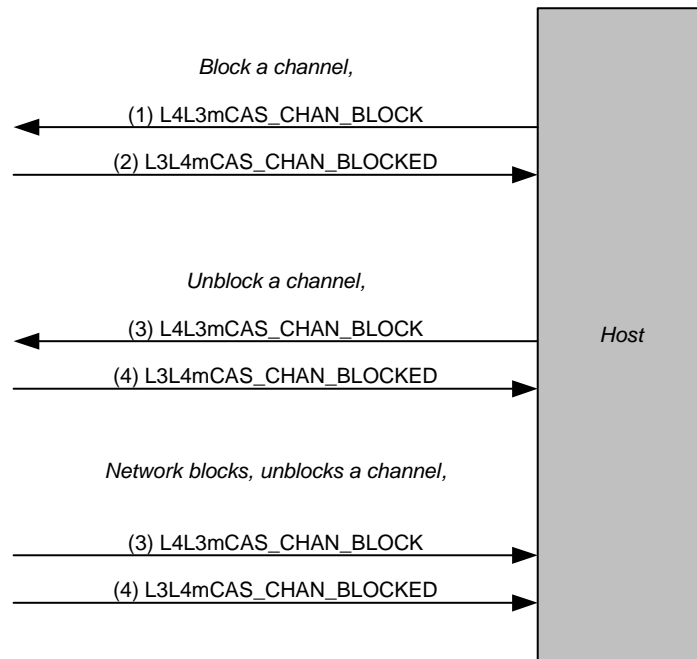 Block a channel,
(1) L4L3mCAS_CHAN_BLOCK
(2) L3L4mCAS_CHAN_BLOCKED
Unblock a channel,
(3) L4L3mCAS_CHAN_BLOCK
Host
(4) L3L4mCAS_CHAN_BLOCKED
Network blocks, unblocks a channel,
(3) L4L3mCAS_CHAN_BLOCK
(4) L3L4mCAS_CHAN_BLOCKED